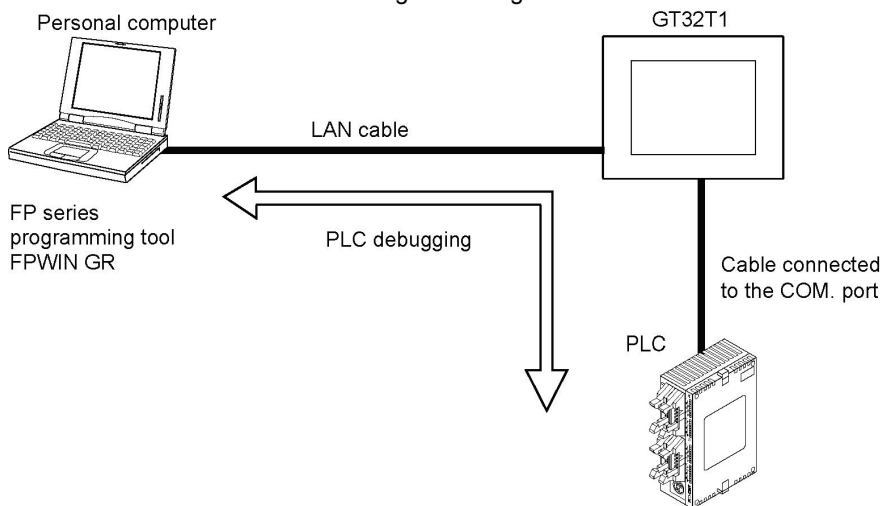 Personal computer
GT32T1
LAN cable
FP series
programming tool
FPWIN GR
PLC debugging
Cable connected
to the COM. port
PLC